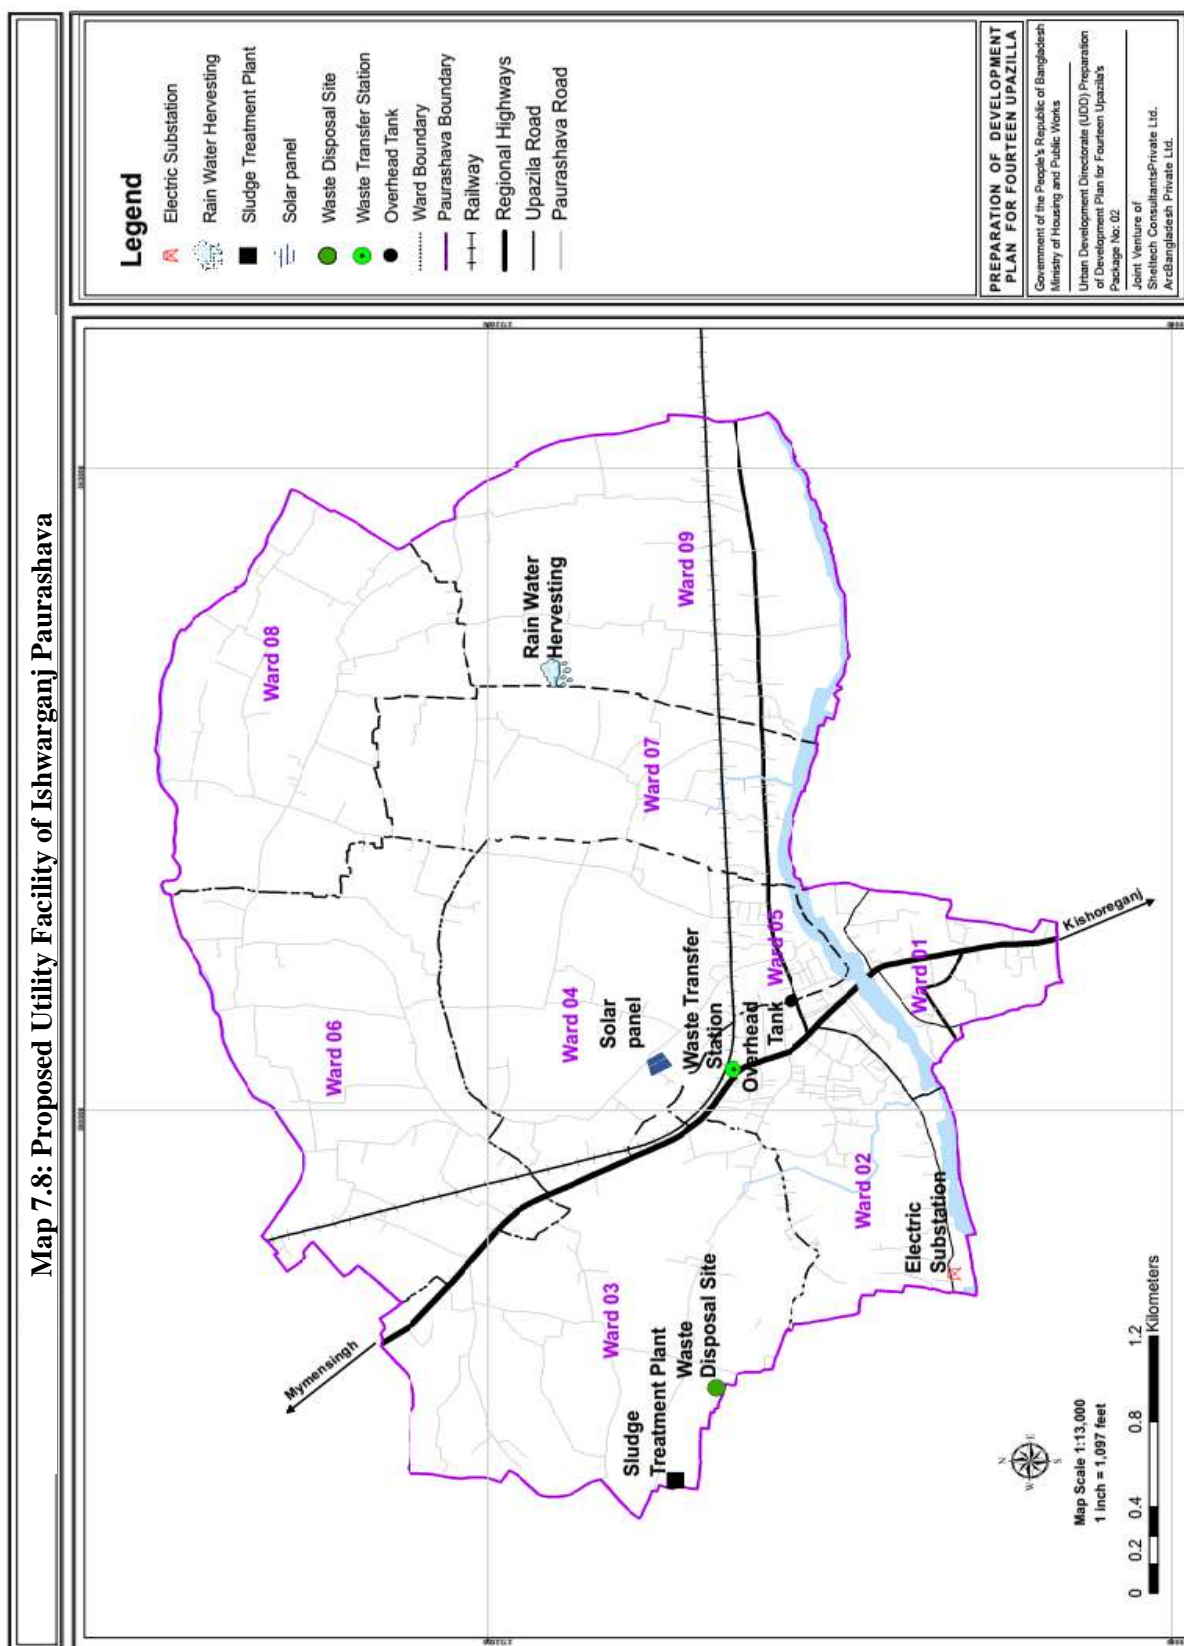 Map 7.8: Proposed Utility Facility of Ishwarganj Paurashava
Legend
Electric Substation
Rain Water Hervesting
Sludge Treatment Plant
Solar panel
Waste Disposal Site
Waste Transfer Station
Overhead Tank
Ward Boundary
Paurashava Boundary
Railway
Regional Highways
Upazila Road
Paurashava Road
PREPARATION OF DEVELOPMENT
PLAN FOR FOURTEEN UPAZILLA
Government of the People's Republic of Bangladesh
Ministry of Housing and Public Works
Urban Development Directorate (UDD) Preparation
of Development Plan for Fourteen Upazila's
Package No: 02
Joint Venture of
Sheltech ConsultantsPrivate Ltd.
ArcBangladesh Private Ltd.
Ward 08
Ward 06
Rain Water
Hervesting
Ward 09
Ward 07
Ward 04
Solar
panel
Waste Transfer
Station
Overhead
Tank
Ward 05
Ward 01
Kishoreganj
Mymensingh
Ward 03
Ward 02
Electric
Substation
Waste
Disposal Site
Sludge
Treatment Plant
N
W
E
S
Map Scale 1:13,000
1 inch = 1,097 feet
0 0.2 0.4 0.8 1.2
Kilometers